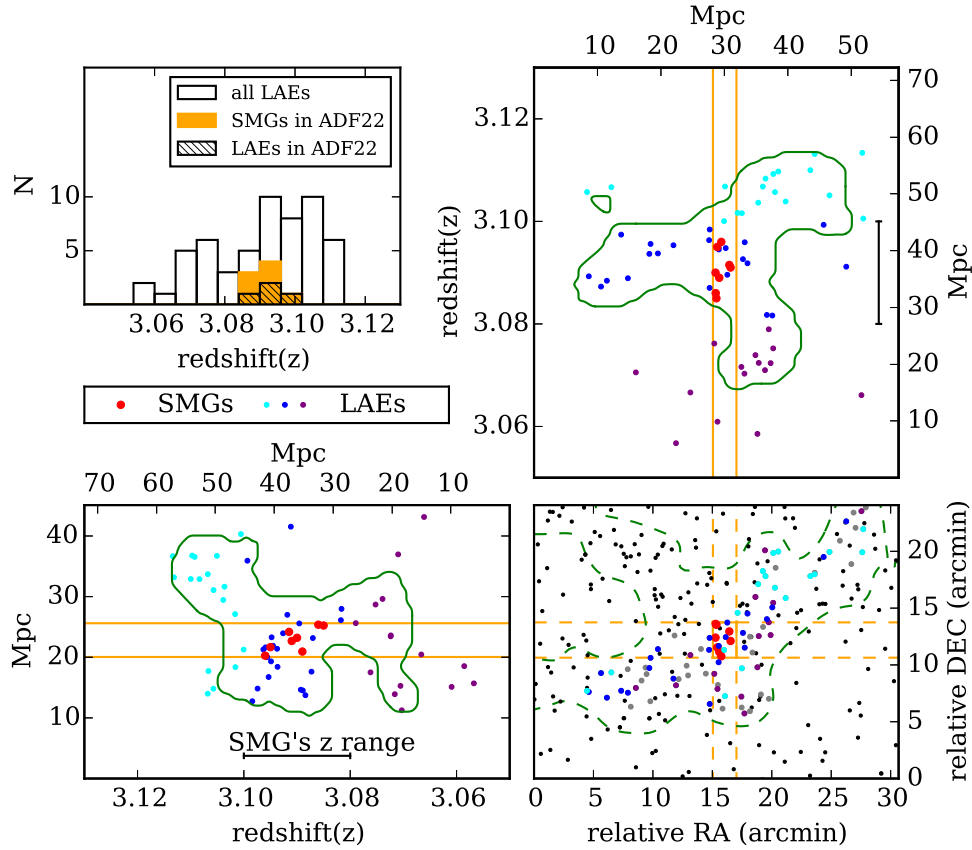 all LAEs
SMGs in ADF22
LAEs in ADF22
N
10
5
3.06 3.08 3.10 3.12
redshift(z)
Mpc
10 20 30 40 50
3.12
3.10
3.08
3.06
redshift(z)
70
60
50
40
30
20
10
Mpc
SMGs LAEs
Mpc
70 60 50 40 30 20 10
40
30
20
10
Mpc
SMG's z range
3.12 3.10 3.08 3.06
redshift(z)
20
15
10
5
0
relative DEC (arcmin)
0 5 10 15 20 25 30
relative RA (arcmin)